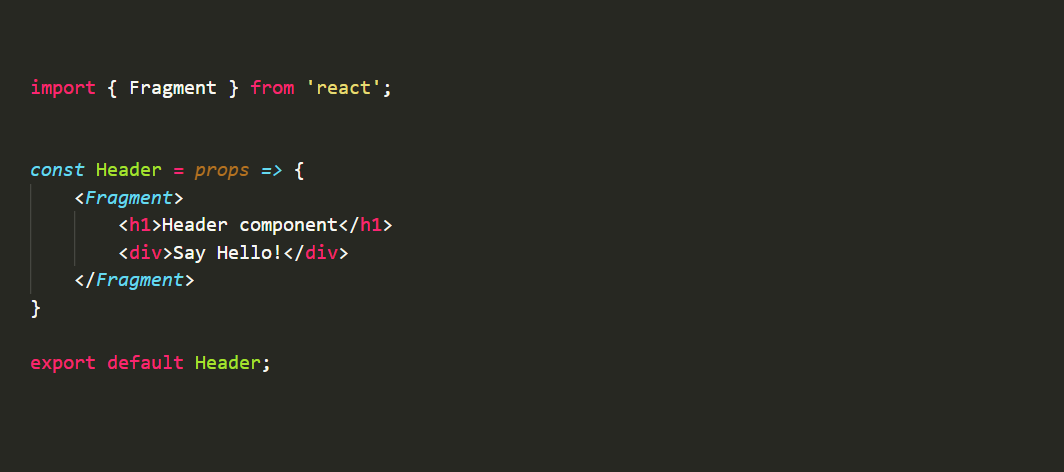 import { Fragment } from 'react';
const Header = props => {
<Fragment>
<h1>Header component</h1>
<div>Say Hello!</div>
</Fragment>
}
export default Header;